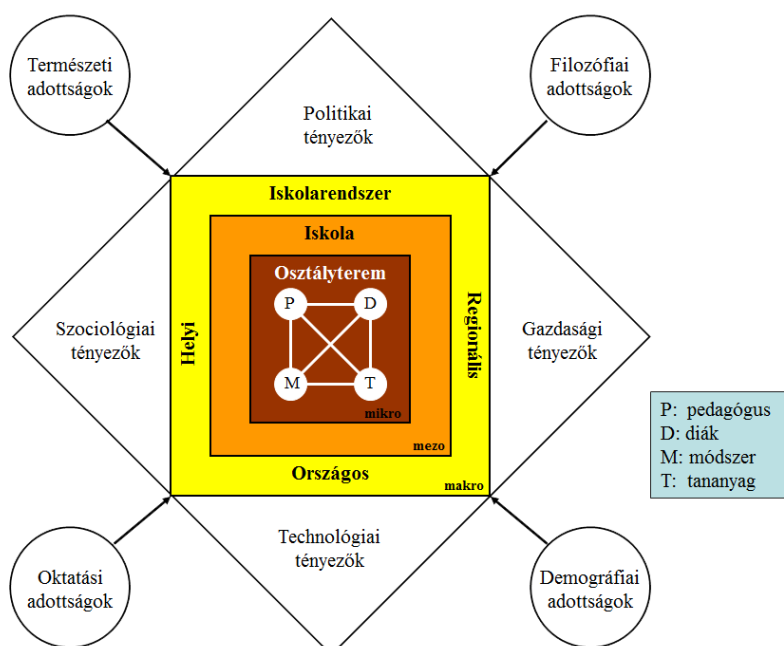 Természeti
adottságok
Filozófiai
adottságok
Politikai
tényezők
Iskolarendszer
Iskola
Osztályterem
P
D
M
T
mikro
mezo
makro
Helyi
Regionális
Országos
Szociológiai
tényezők
Gazdasági
tényezők
P: pedagógus
D: diák
M: módszer
T: tananyag
Technológiai
tényezők
Oktatási
adottságok
Demográfiai
adottságok